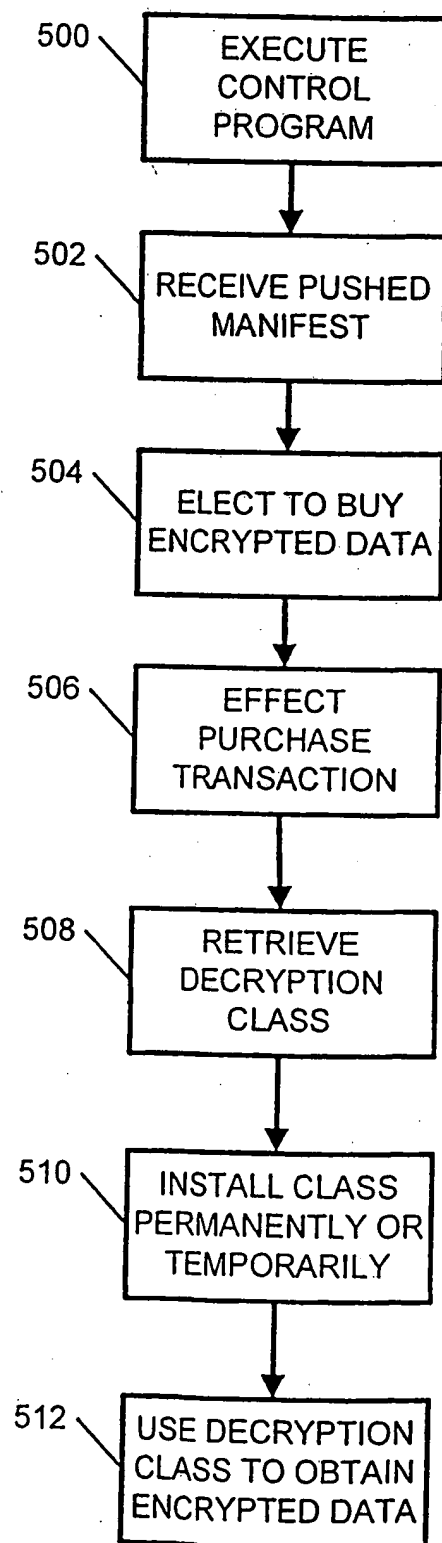 500
EXECUTE
CONTROL
PROGRAM
502
RECEIVE PUSHED
MANIFEST
504
ELECT TO BUY
ENCRYPTED DATA
506
EFFECT
PURCHASE
TRANSACTION
508
RETRIEVE
DECRYPTION
CLASS
510
INSTALL CLASS
PERMANENTLY OR
TEMPORARILY
512
USE DECRYPTION
CLASS TO OBTAIN
ENCRYPTED DATA